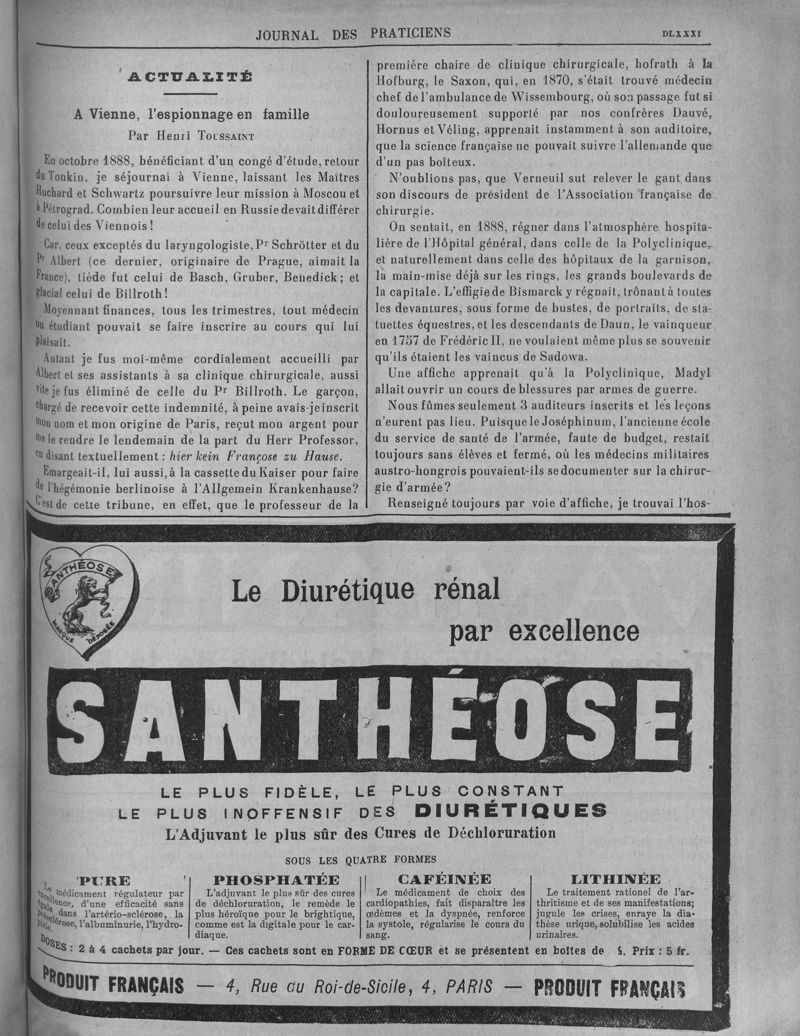 JOURNAL DES PRATICIENS
DLXXXI
ACTUALITÉ
A Vienne, l'espionnage en famille
Par Henri Toussaint
En octobre 1888, bénéficiant d'un congé d'étude, retour
du Tonkin, je séjournai à Vienne, laissant les Maîtres
Huchard et Schwartz poursuivre leur mission à Moscou et
à Pétrograd. Combien leur accueil en Russie devait différer
de celui des Viennois !
Car, ceux exceptés du laryngologiste, Pr Schrötter et du
Pr Albert (ce dernier, originaire de Prague, aimait la
France), tiède fut celui de Basch, Gruber, Benedick ; et
glacial celui de Billroth !
Moyennant finances, tous les trimestres, tout médecin
ou étudiant pouvait se faire inscrire au cours qui lui
plaisait.
Autant je fus moi-même cordialement accueilli par
Albert et ses assistants à sa clinique chirurgicale, aussi
vite je fus éliminé de celle du Pr Billroth. Le garçon,
chargé de recevoir cette indemnité, à peine avais-je inscrit
mon nom et mon origine de Paris, reçut mon argent pour
me le rendre le lendemain de la part du Herr Professor,
en disant textuellement : hier kein Françose zu Hause.
Emargeait-il, lui aussi, à la cassette du Kaiser pour faire
de l'hégémonie berlinoise à l'Allgemein Krankenhause ?
C'est de cette tribune, en effet, que le professeur de la
première chaire de clinique chirurgicale, hofrath à la
Hofburg, le Saxon, qui, en 1870, s'était trouvé médecin
chef de l'ambulance de Wissembourg, où son passage fut si
douloureusement supporté par nos confrères Dauvé,
Hornus et Véling, apprenait instamment à son auditoire,
que la science française ne pouvait suivre l'allemande que
d'un pas boîteux.
N'oublions pas, que Verneuil sut relever le gant dans
son discours de président de l'Association française de
chirurgie.
On sentait, en 1888, régner dans l'atmosphère hospita-
lière de l'Hôpital général, dans celle de la Polyclinique,
et naturellement dans celle des hôpitaux de la garnison,
la main-mise déjà sur les rings, les grands boulevards de
la capitale. L'effigie de Bismarck y régnait, trônant à toutes
les devantures, sous forme de bustes, de portraits, de sta-
tuettes équestres, et les descendants de Daun, le vainqueur
en 1757 de Frédéric II, ne voulaient même plus se souvenir
qu'ils étaient les vaincus de Sadowa.
Une affiche apprenait qu'à la Polyclinique, Madyl
allait ouvrir un cours de blessures par armes de guerre.
Nous fûmes seulement 3 auditeurs inscrits et les leçons
n'eurent pas lieu. Puisque le Joséphinum, l'ancienne école
du service de santé de l'armée, faute de budget, restait
toujours sans élèves et fermé, où les médecins militaires
austro-hongrois pouvaient-ils se documenter sur la chirur-
gie d'armée ?
Renseigné toujours par voie d'affiche, je trouvai l'hos-
SANTHÉOSE
MARQUE DÉPOSÉE
Le Diurétique rénal
par excellence
SANTHÉOSE
LE PLUS FIDÈLE, LE PLUS CONSTANT
LE PLUS INOFFENSIF DES DIURÉTIQUES
L'Adjuvant le plus sûr des Cures de Déchloruration
SOUS LES QUATRE FORMES
PURE
Le médicament régulateur par
excellence, d'une efficacité sans
égale dans l'artério-sclérose, la
présclérose, l'albuminurie, l'hydro-
pisie.
PHOSPHATÉE
L'adjuvant le plus sûr des cures
de déchloruration, le remède le
plus héroïque pour le brightique,
comme est la digitale pour le car-
diaque.
CAFÉINÉE
Le médicament de choix des
cardiopathies, fait disparaître les
œdèmes et la dyspnée, renforce
la systole, régularise le cours du
sang.
LITHINÉE
Le traitement rationel de l'ar-
thritisme et de ses manifestations;
jugule les crises, enraye la dia-
thèse urique, solubilise les acides
urinaires.
DOSES : 2 à 4 cachets par jour. — Ces cachets sont en FORME DE CŒUR et se présentent en boîtes de . Prix : 5 fr.
PRODUIT FRANÇAIS — 4, Rue du Roi-de-Sicile, 4, PARIS — PRODUIT FRANÇAIS